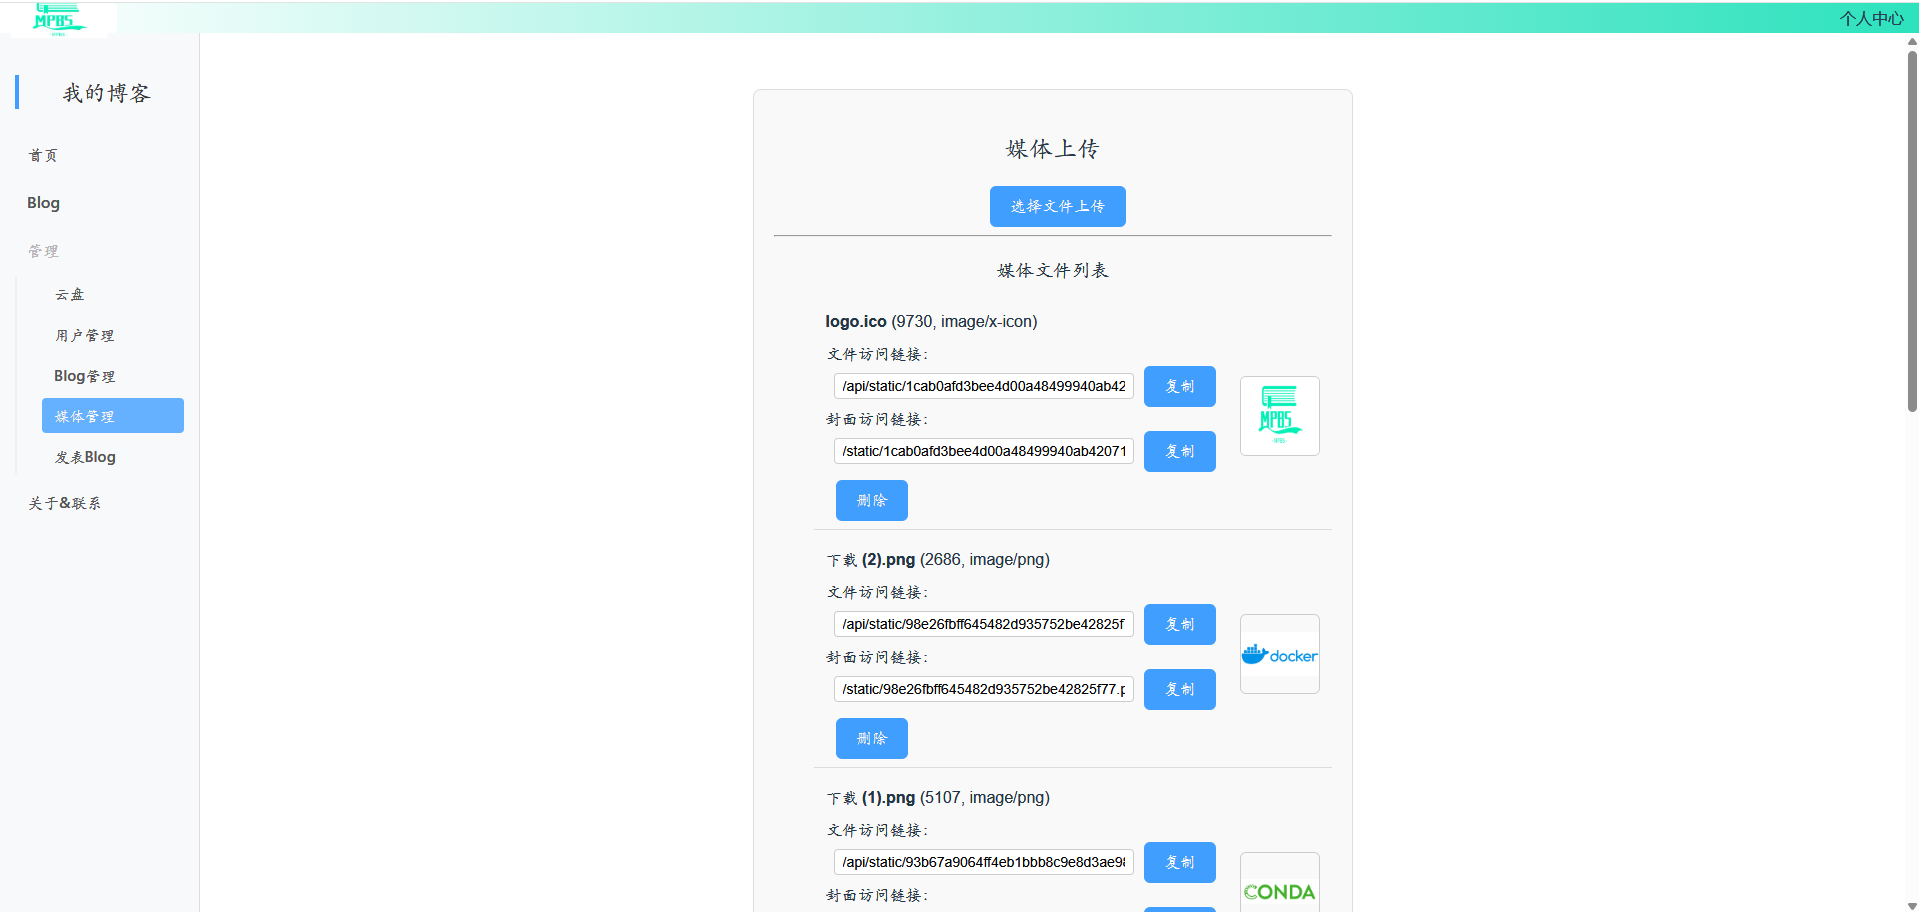 MPBS
个人中心
我的博客
首页
Blog
管理
云盘
用户管理
Blog管理
媒体管理
发表Blog
关于&联系
媒体上传
选择文件上传
媒体文件列表
logo.ico (9730, image/x-icon)
文件访问链接:
/api/static/1cab0afd3bee4d00a48499940ab42
复制
封面访问链接:
/static/1cab0afd3bee4d00a48499940ab42071
复制
MPBS
删除
下载 (2).png (2686, image/png)
文件访问链接:
/api/static/98e26fbff645482d935752be42825f
复制
封面访问链接:
/static/98e26fbff645482d935752be42825f77.p
复制
docker
删除
下载 (1).png (5107, image/png)
文件访问链接:
/api/static/93b67a9064ff4eb1bbb8c9e8d3ae98
复制
封面访问链接:
CONDA